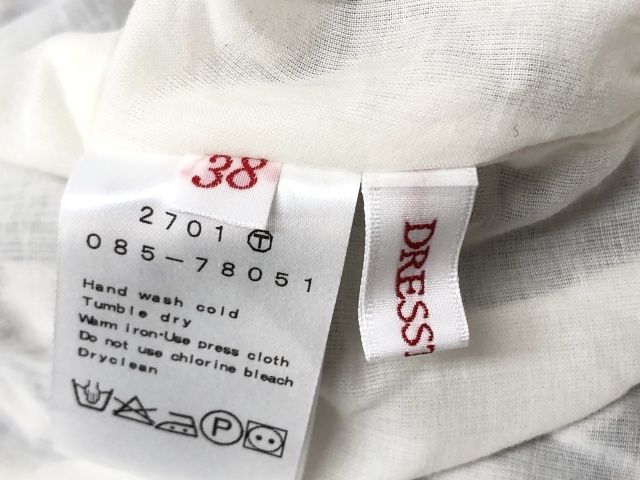 38
2701 Ⓣ
085-78051
Hand wash cold
Tumble dry
Warm iron·Use press cloth
Do not use chlorine bleach
Dryclean
P
DRESS